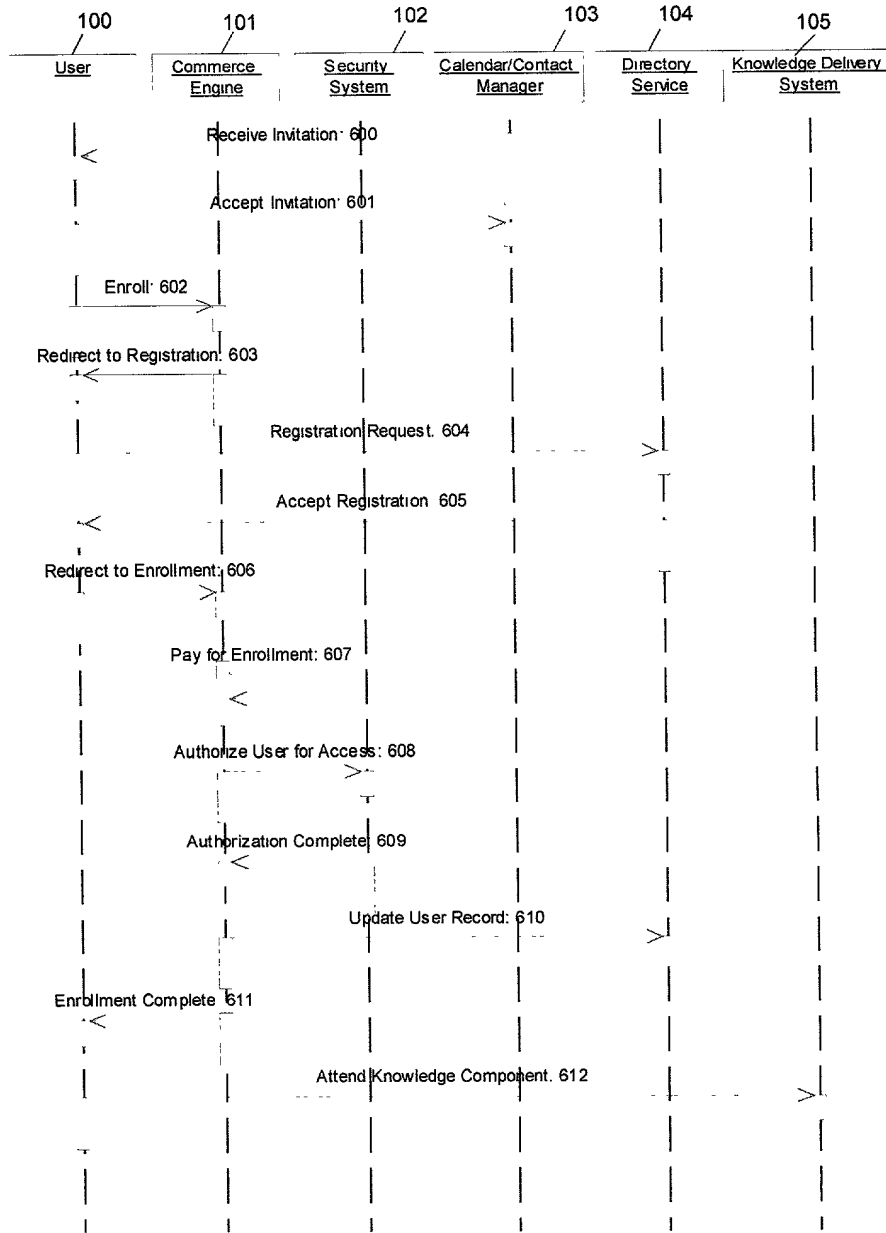 100 101 102 103 104 105
User Commerce Security Calendar/Contact Directory Knowledge Delivery
Engine System Manager Service System
Receive Invitation: 600
Accept Invitation: 601
Enroll: 602
Redirect to Registration: 603
Registration Request. 604
Accept Registration 605
Redirect to Enrollment: 606
Pay for Enrollment: 607
Authorize User for Access: 608
Authorization Complete: 609
Update User Record: 610
Enrollment Complete 611
Attend Knowledge Component. 612